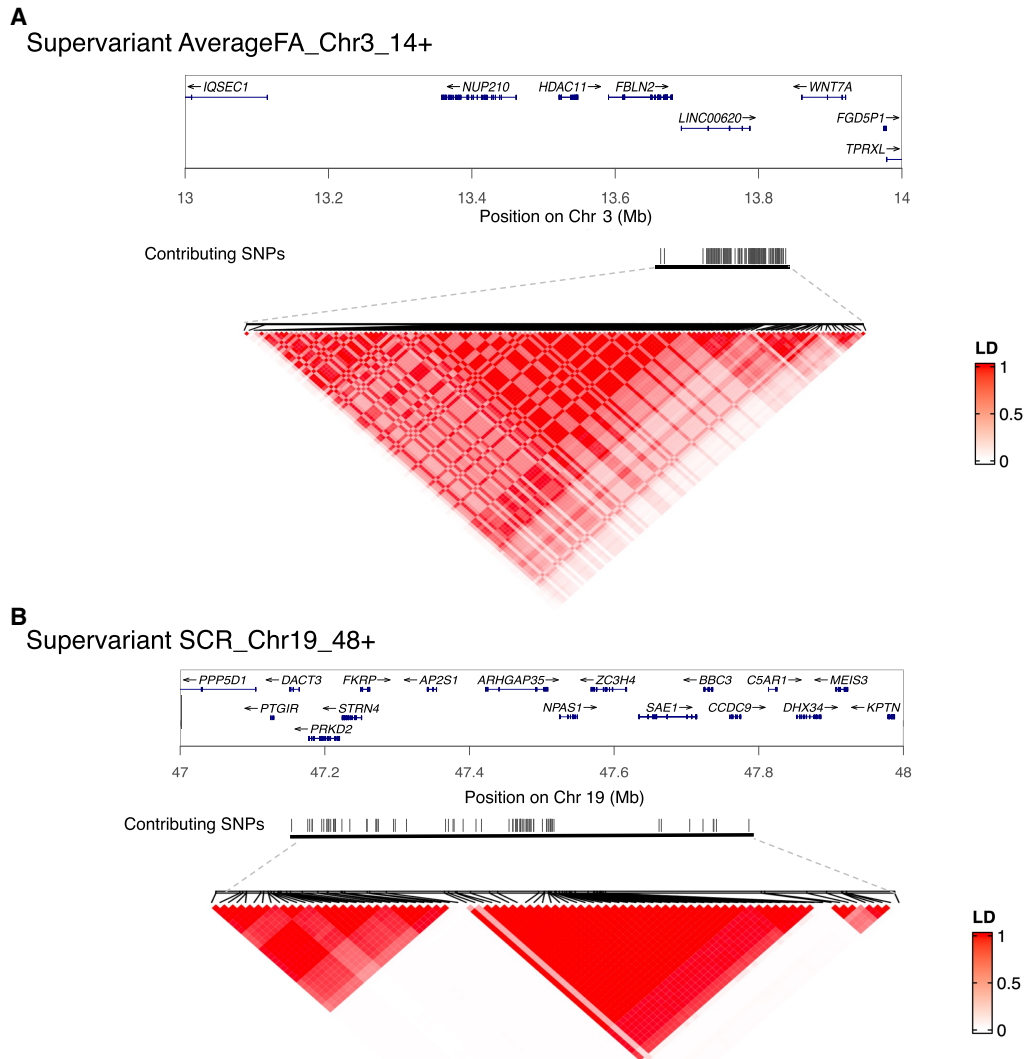 A
Supervariant AverageFA_Chr3_14+
IQSEC1 NUP210 HDAC11 FBLN2 WNT7A
LINC00620 FGD5P1
TPRXL
13 13.2 13.4 13.6 13.8 14
Position on Chr 3 (Mb)
Contributing SNPs
LD
1
0.5
0
B
Supervariant SCR_Chr19_48+
PPP5D1 DACT3 FKRP AP2S1 ARHGAP35 ZC3H4 BBC3 C5AR1 MEIS3
PTGIR STRN4 NPAS1 SAE1 CCDC9 DHX34 KPTN
PRKD2
47 47.2 47.4 47.6 47.8 48
Position on Chr 19 (Mb)
Contributing SNPs
LD
1
0.5
0